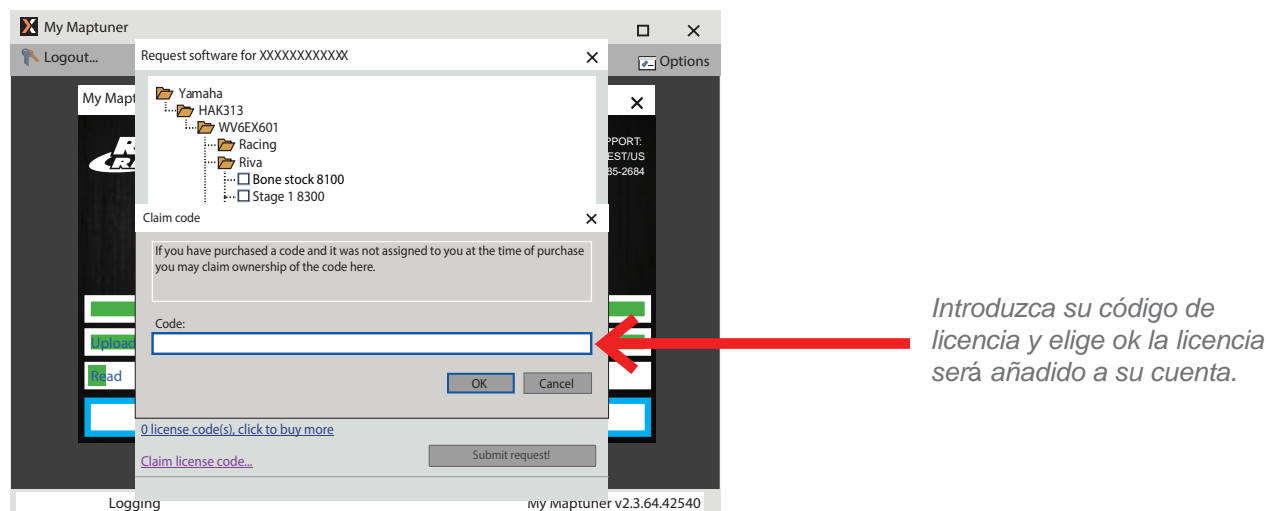 My Maptuner
Logout...
Options
Request software for XXXXXXXXXXXX
My Mapt
Yamaha
HAK313
WV6EX601
Racing
Riva
Bone stock 8100
Stage 1 8300
PPORT:
EST/US
85-2684
Claim code
If you have purchased a code and it was not assigned to you at the time of purchase
you may claim ownership of the code here.
Code:
Upload
Read
OK
Cancel
0 license code(s), click to buy more
Claim license code...
Submit request!
Logging
My Maptuner v2.3.64.42540
Introduzca su código de
licencia y elige ok la licencia
será añadido a su cuenta.